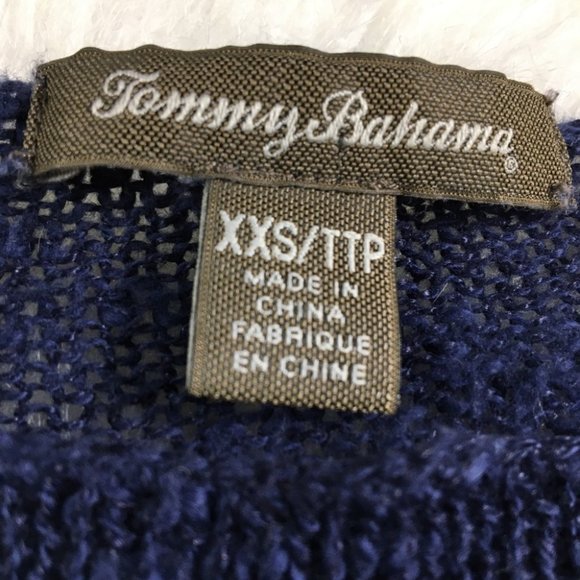 Tommy Bahama®
XXS/TTP
MADE IN
CHINA
FABRIQUE
EN CHINE